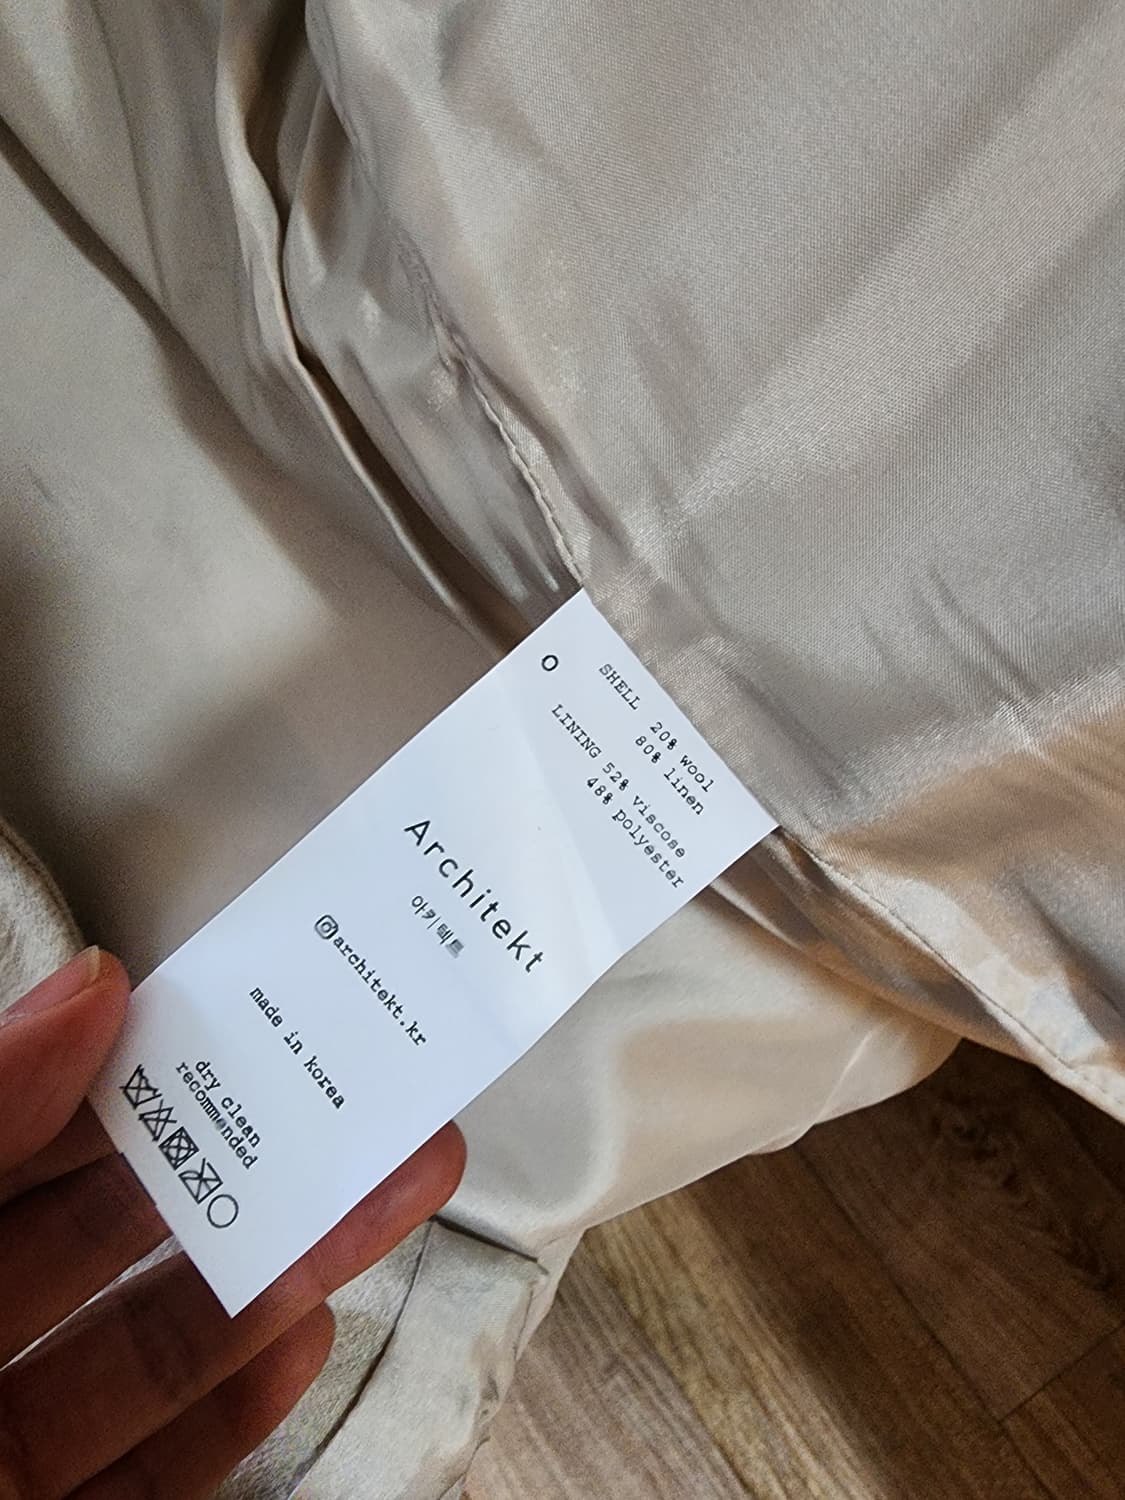 SHELL 20% wool
80% linen
LINING 52% viscose
48% polyester
Architekt
아키텍트
@architekt.kr
made in korea
dry clean
recommended